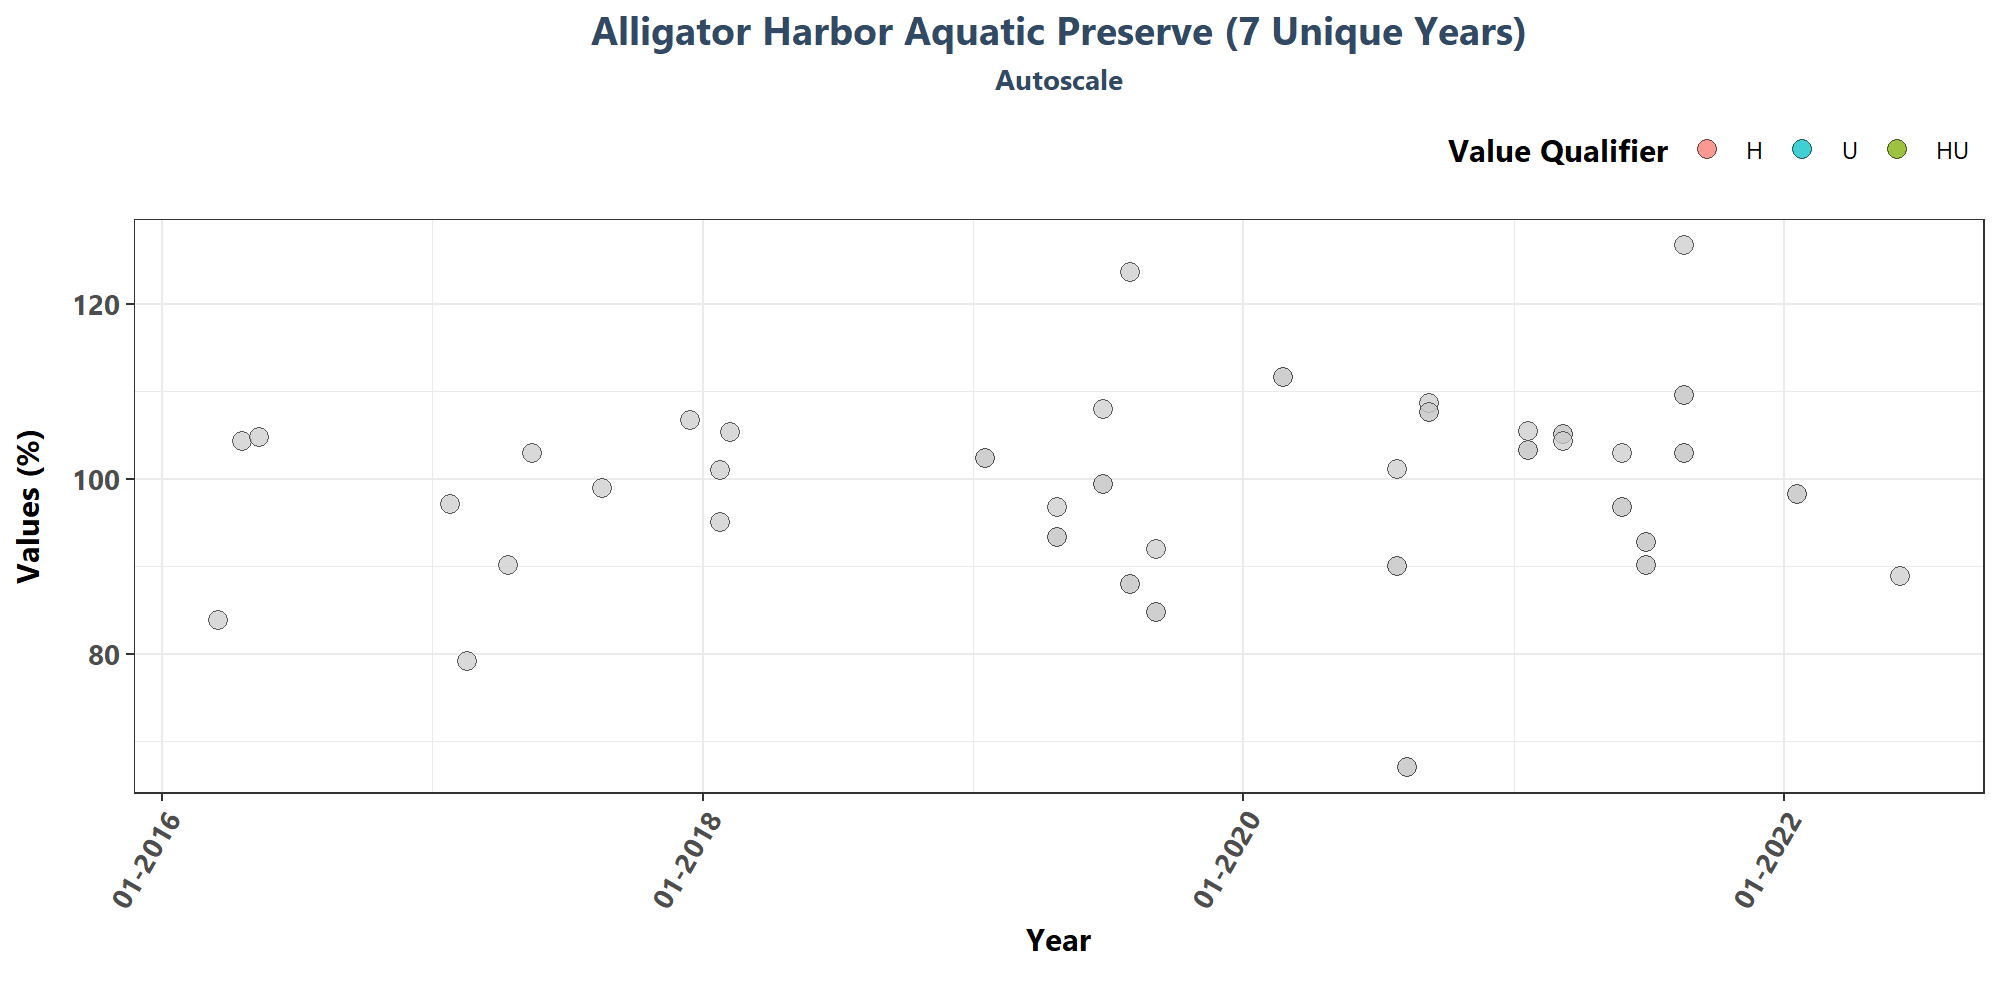 Alligator Harbor Aquatic Preserve (7 Unique Years)
Autoscale
Value Qualifier H U HU
Values (%)
120
100
80
01-2016 01-2018 01-2020 01-2022
Year